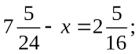 7 5/24 - x = 2 5/16;